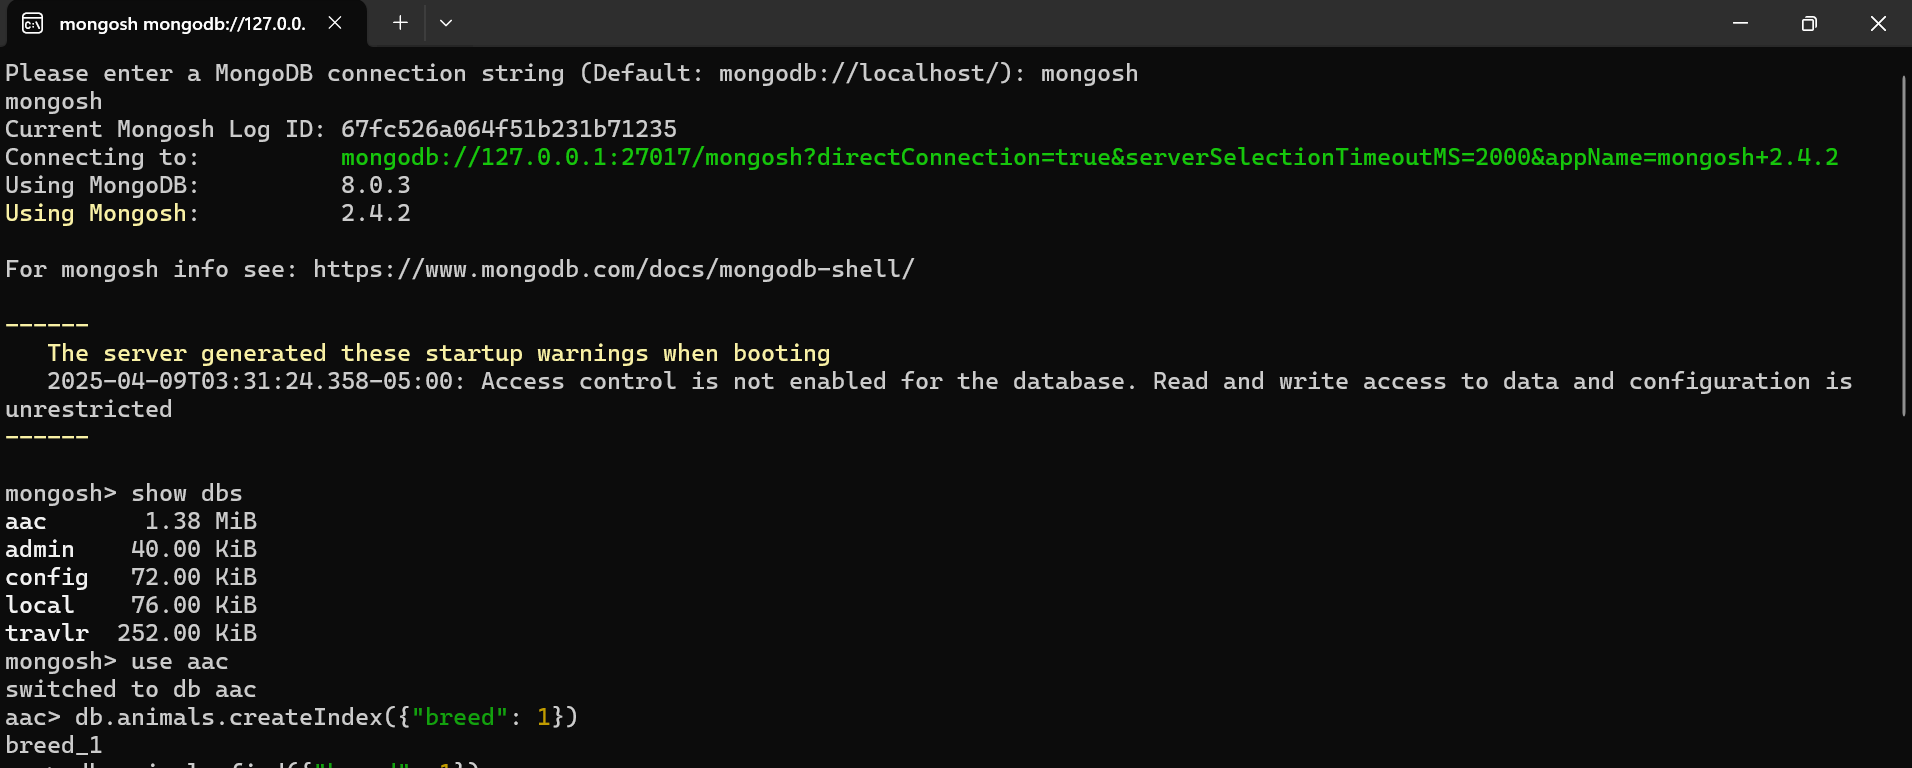 mongosh mongodb://127.0.0.
Please enter a MongoDB connection string (Default: mongodb://localhost/): mongosh
mongosh
Current Mongosh Log ID: 67fc526a064f51b231b71235
Connecting to: mongodb://127.0.0.1:27017/mongosh?directConnection=true&serverSelectionTimeoutMS=2000&appName=mongosh+2.4.2
Using MongoDB: 8.0.3
Using Mongosh: 2.4.2
For mongosh info see: https://www.mongodb.com/docs/mongodb-shell/
------
The server generated these startup warnings when booting
2025-04-09T03:31:24.358-05:00: Access control is not enabled for the database. Read and write access to data and configuration is
unrestricted
------
mongosh> show dbs
aac 1.38 MiB
admin 40.00 KiB
config 72.00 KiB
local 76.00 KiB
travlr 252.00 KiB
mongosh> use aac
switched to db aac
aac> db.animals.createIndex({"breed": 1})
breed_1